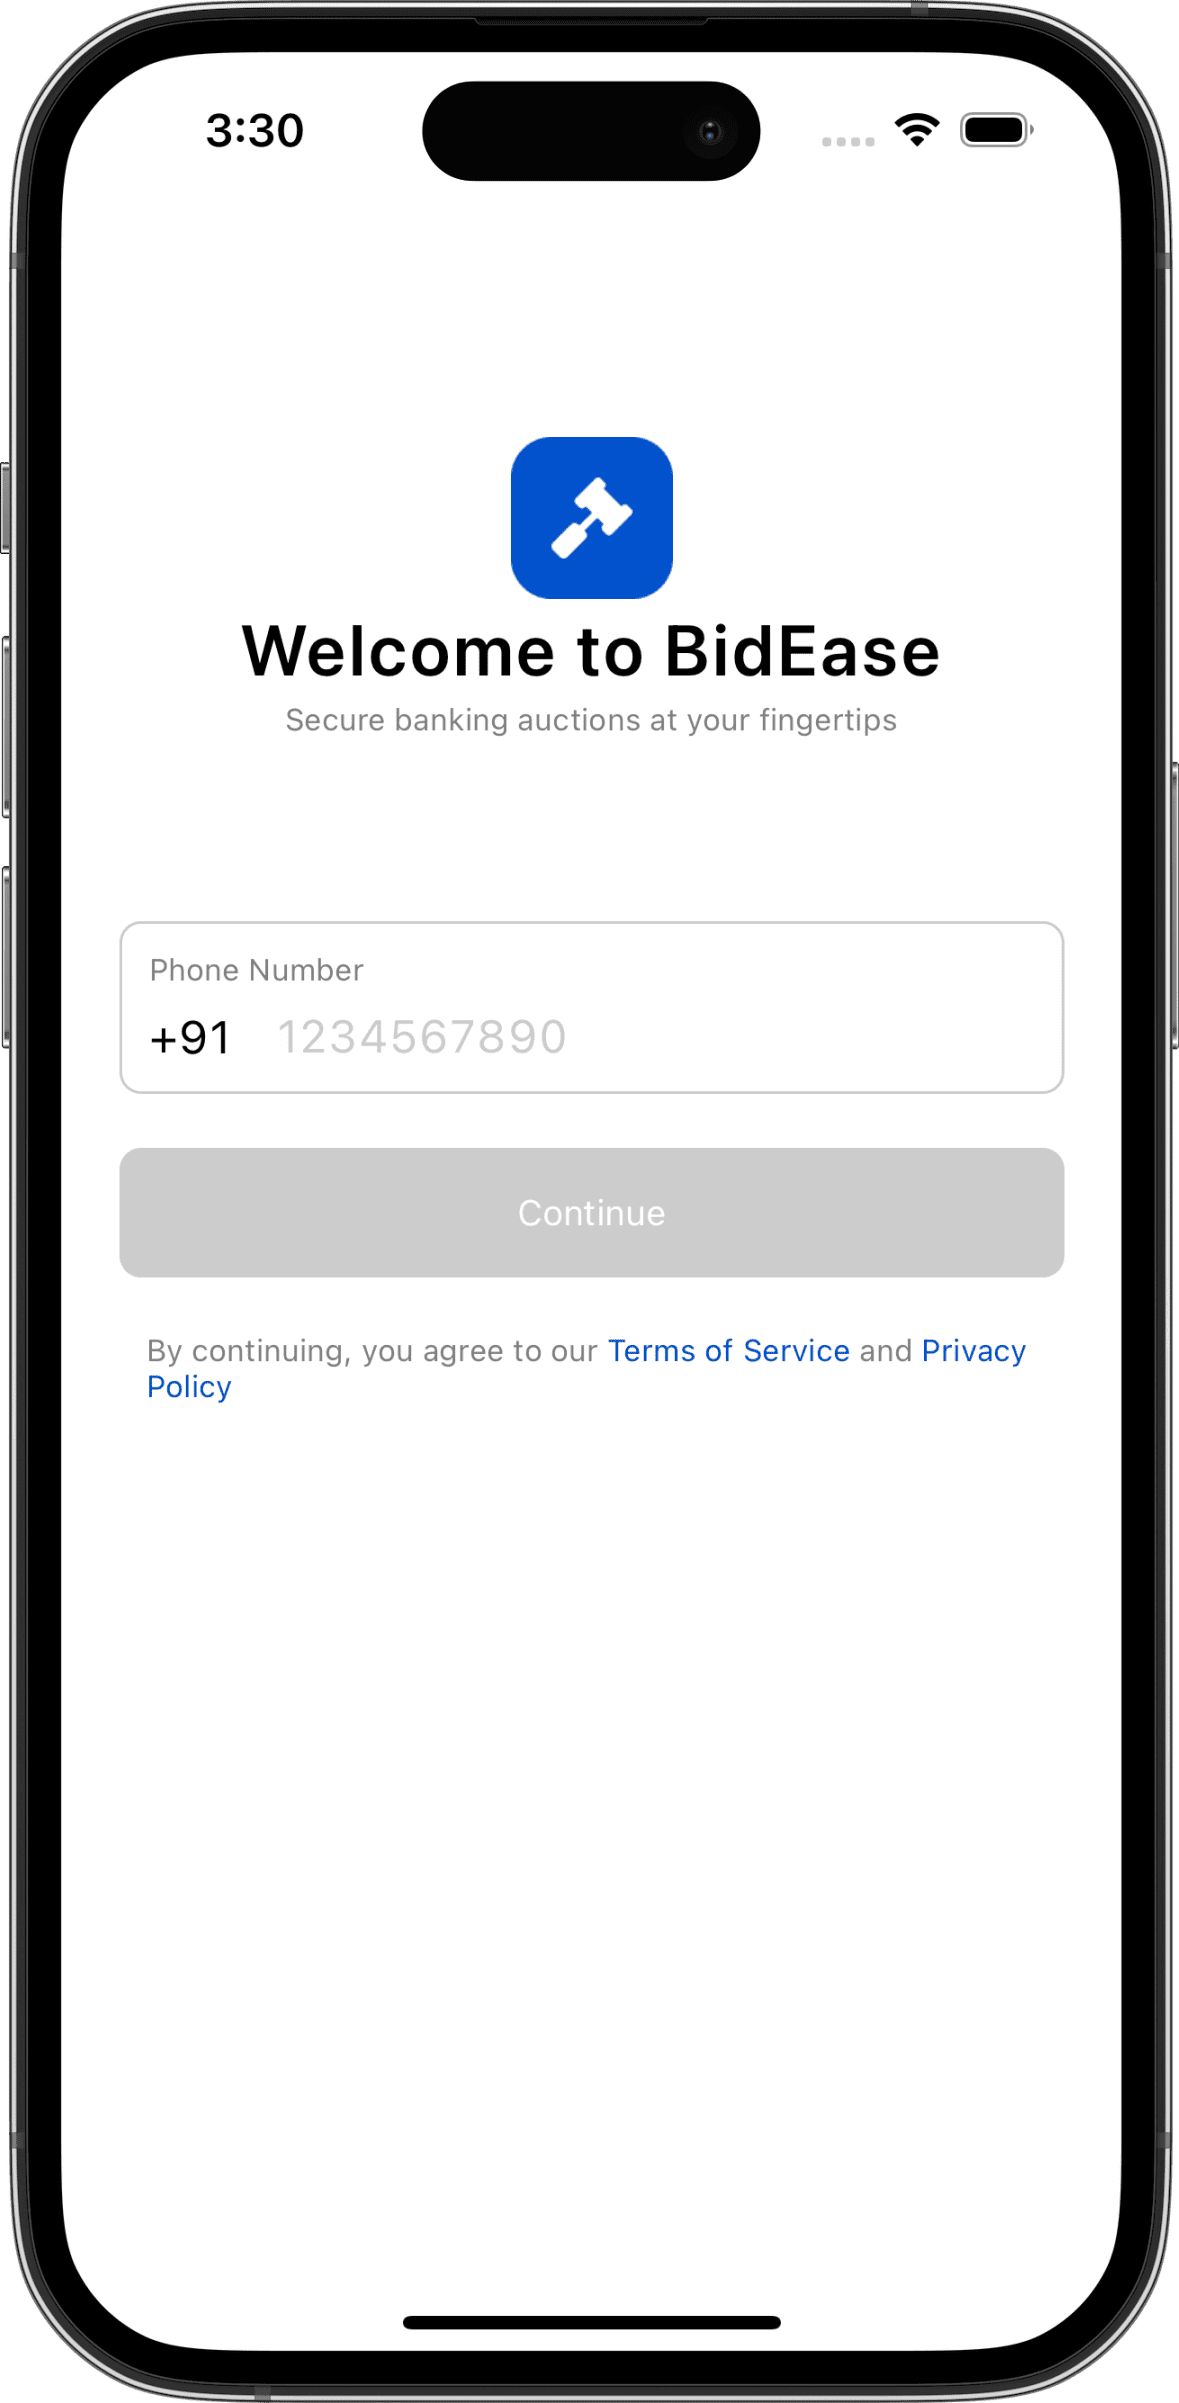 3:30
Welcome to BidEase
Secure banking auctions at your fingertips
Phone Number
+91 1234567890
Continue
By continuing, you agree to our Terms of Service and Privacy
Policy